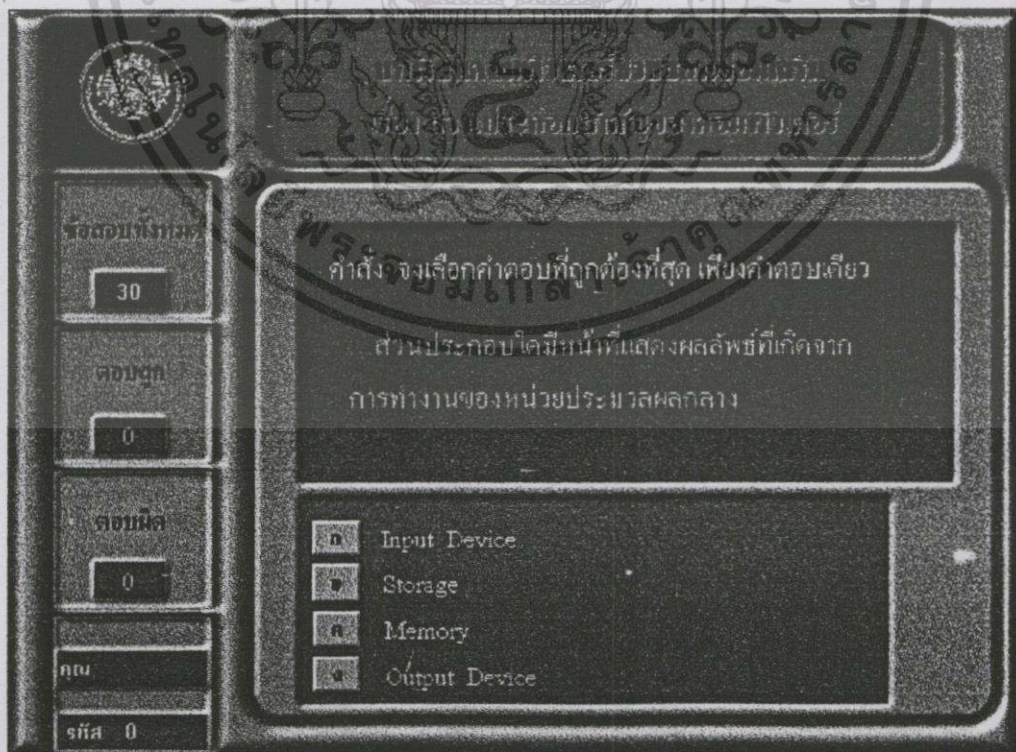 ข้อสอบทั้งหมด
30
ตอบถูก
0
ตอบผิด
0
คุณ
รหัส 0
คำสั่ง จงเลือกคำตอบที่ถูกต้องที่สุด เพียงคำตอบเดียว
ส่วนประกอบใดมีหน้าที่แสดงผลลัพธ์ที่เกิดจาก
การทำงานของหน่วยประมวลผลกลาง
ก Input Device
ข Storage
ค Memory
ง Output Device